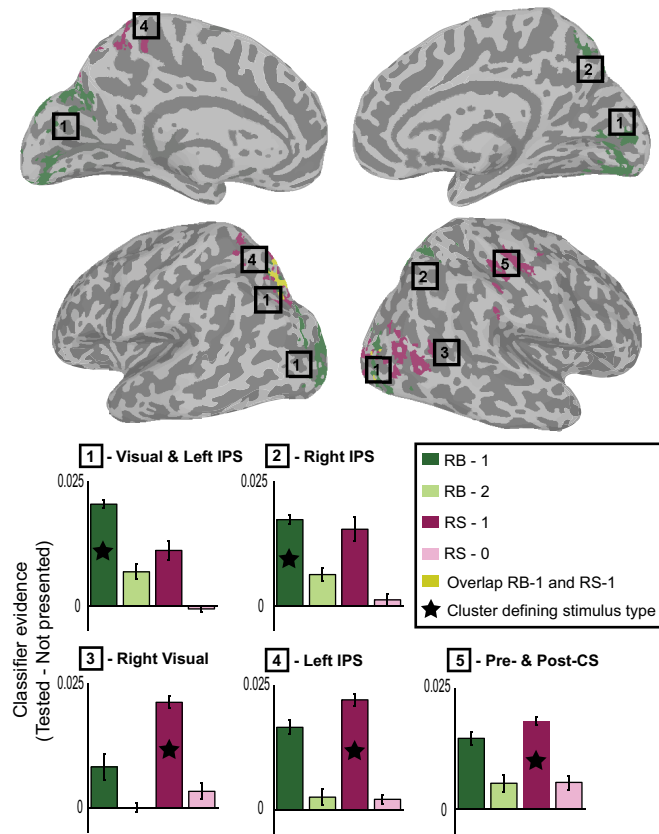 4
2
1
1
4
5
2
1
3
1
1
1 - Visual & Left IPS
2 - Right IPS
0.025
0
0.025
0
RB - 1
RB - 2
RS - 1
RS - 0
Overlap RB-1 and RS-1
Cluster defining stimulus type
Classifier evidence
(Tested - Not presented)
3 - Right Visual
4 - Left IPS
5 - Pre- & Post-CS
0.025
0
0.025
0
0.025
0